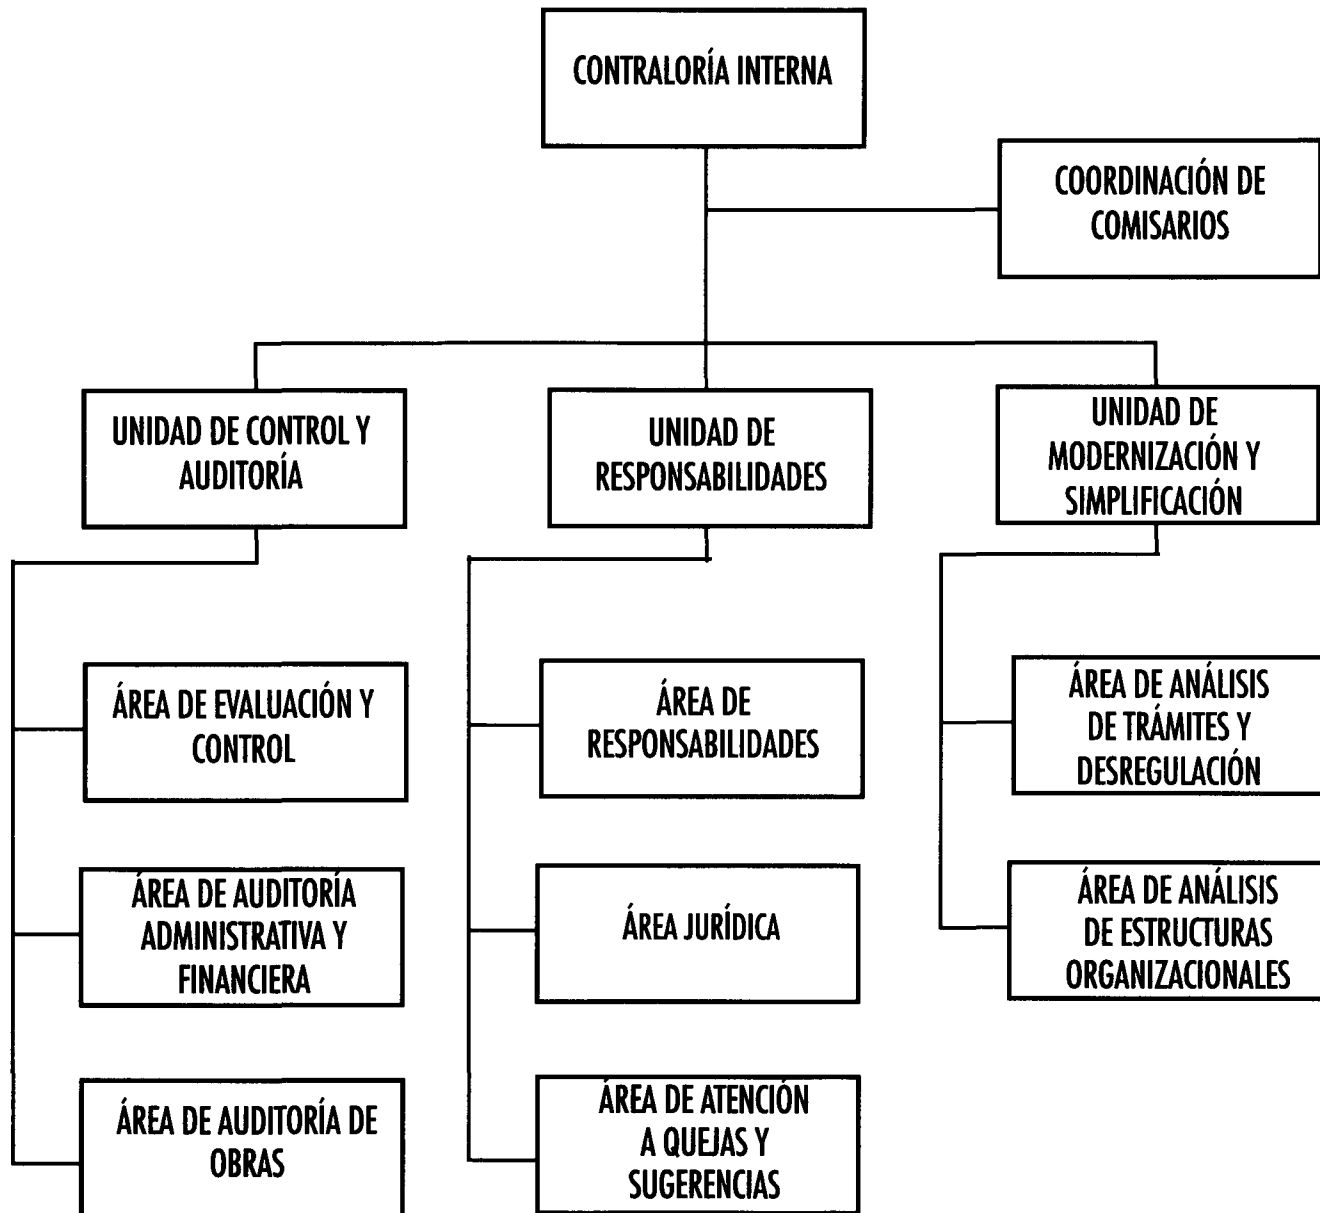 CONTRALORÍA INTERNA
COORDINACIÓN DE
COMISARIOS
UNIDAD DE CONTROL Y
AUDITORÍA
UNIDAD DE
RESPONSABILIDADES
UNIDAD DE
MODERNIZACIÓN Y
SIMPLIFICACIÓN
ÁREA DE EVALUACIÓN Y
CONTROL
ÁREA DE AUDITORÍA
ADMINISTRATIVA Y
FINANCIERA
ÁREA DE AUDITORÍA DE
OBRAS
ÁREA DE
RESPONSABILIDADES
ÁREA JURÍDICA
ÁREA DE ATENCIÓN
A QUEJAS Y
SUGERENCIAS
ÁREA DE ANÁLISIS
DE TRÁMITES Y
DESREGULACIÓN
ÁREA DE ANÁLISIS
DE ESTRUCTURAS
ORGANIZACIONALES